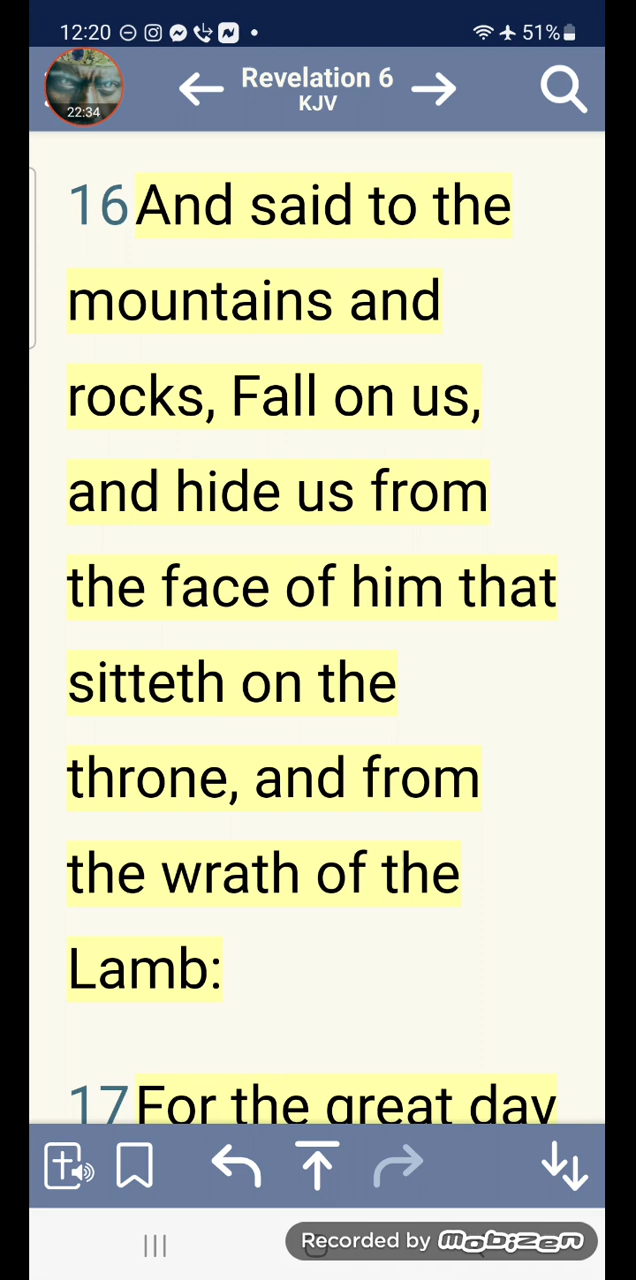 12:20
51%
22:34
Revelation 6
KJV
16 And said to the
mountains and
rocks, Fall on us,
and hide us from
the face of him that
sitteth on the
throne, and from
the wrath of the
Lamb:
17 For the great day
Recorded by mobizen